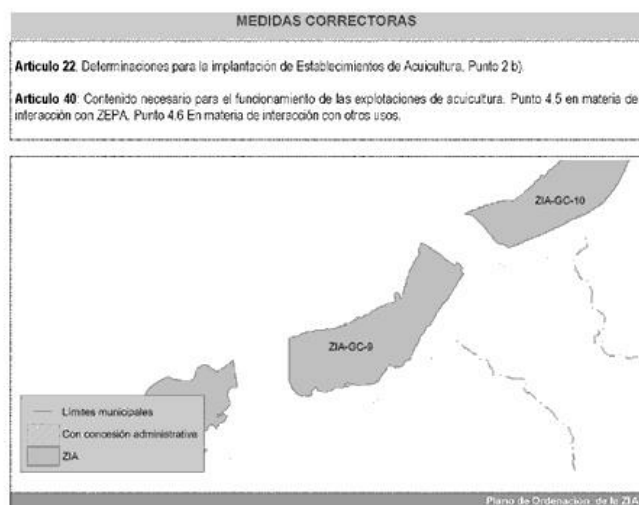 MEDIDAS CORRECTORAS
Artículo 22. Determinaciones para la implantación de Establecimientos de Acuicultura. Punto 2 b).
Artículo 40: Contenido necesario para el funcionamiento de las explotaciones de acuicultura. Punto 4.5 en materia de
interacción con ZEPA. Punto 4.6 En materia de interacción con otros usos.
ZIA-GC-10
ZIA-GC-9
Límites municipales
Con concesión administrativa
ZIA
Plano de Ordenación de la ZIA